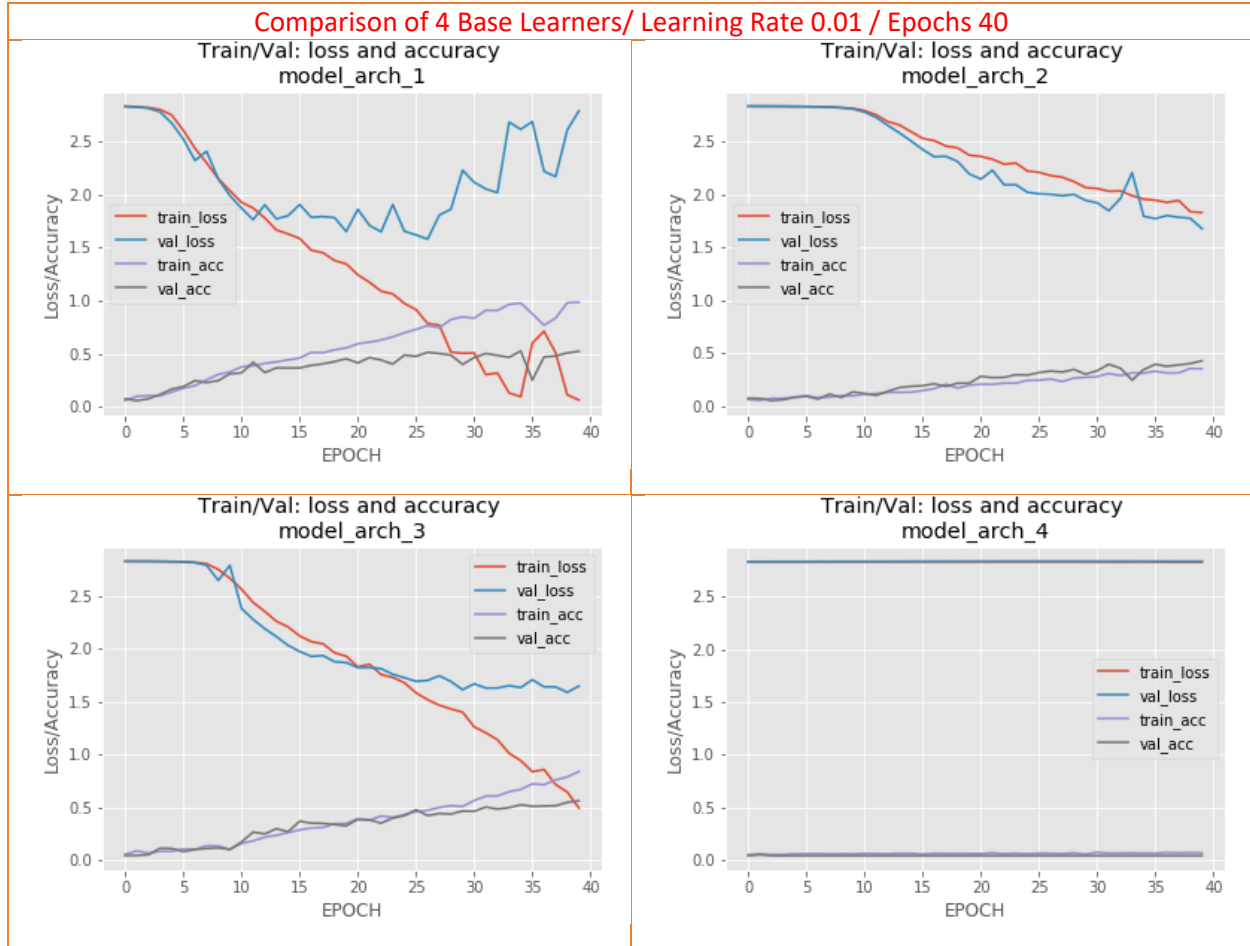 Comparison of 4 Base Learners/ Learning Rate 0.01 / Epochs 40
Train/Val: loss and accuracy
model_arch_1
Loss/Accuracy
2.5
2.0
1.5
1.0
0.5
0.0
train_loss
val_loss
train_acc
val_acc
0 5 10 15 20 25 30 35 40
EPOCH
Train/Val: loss and accuracy
model_arch_2
Loss/Accuracy
2.5
2.0
1.5
1.0
0.5
0.0
train_loss
val_loss
train_acc
val_acc
0 5 10 15 20 25 30 35 40
EPOCH
Train/Val: loss and accuracy
model_arch_3
Loss/Accuracy
2.5
2.0
1.5
1.0
0.5
0.0
train_loss
val_loss
train_acc
val_acc
0 5 10 15 20 25 30 35 40
EPOCH
Train/Val: loss and accuracy
model_arch_4
Loss/Accuracy
2.5
2.0
1.5
1.0
0.5
0.0
train_loss
val_loss
train_acc
val_acc
0 5 10 15 20 25 30 35 40
EPOCH